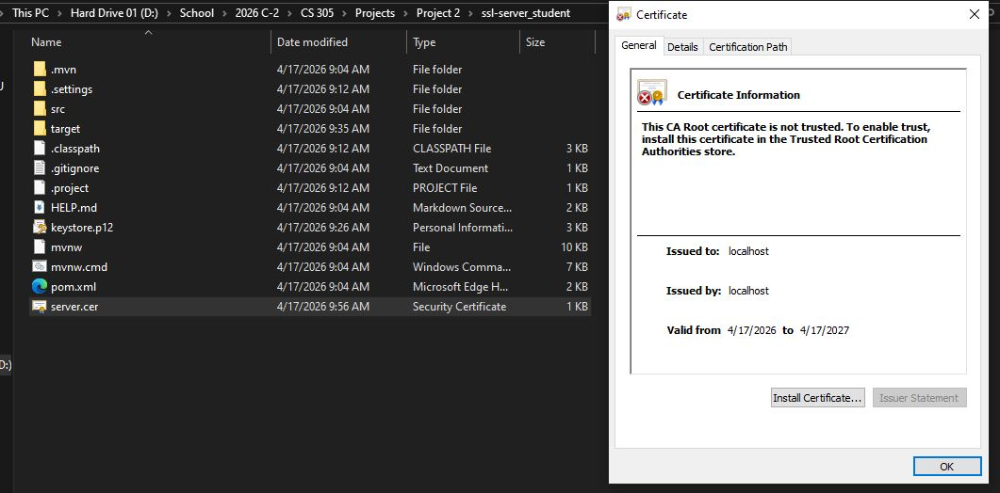 This PC > Hard Drive 01 (D:) > School > 2026 C-2 > CS 305 > Projects > Project 2 > ssl-server_student
Name Date modified Type Size
.mvn 4/17/2026 9:04 AM File folder
.settings 4/17/2026 9:12 AM File folder
src 4/17/2026 9:04 AM File folder
target 4/17/2026 9:35 AM File folder
.classpath 4/17/2026 9:12 AM CLASSPATH File 3 KB
.gitignore 4/17/2026 9:04 AM Text Document 1 KB
.project 4/17/2026 9:12 AM PROJECT File 1 KB
HELP.md 4/17/2026 9:04 AM Markdown Source... 2 KB
keystore.p12 4/17/2026 9:26 AM Personal Informati... 3 KB
mvnw 4/17/2026 9:04 AM File 10 KB
mvnw.cmd 4/17/2026 9:04 AM Windows Comma... 7 KB
pom.xml 4/17/2026 9:04 AM Microsoft Edge H... 2 KB
server.cer 4/17/2026 9:56 AM Security Certificate 1 KB
D:)
Certificate
General Details Certification Path
Certificate Information
This CA Root certificate is not trusted. To enable trust,
install this certificate in the Trusted Root Certification
Authorities store.
Issued to: localhost
Issued by: localhost
Valid from 4/17/2026 to 4/17/2027
Install Certificate... Issuer Statement
OK